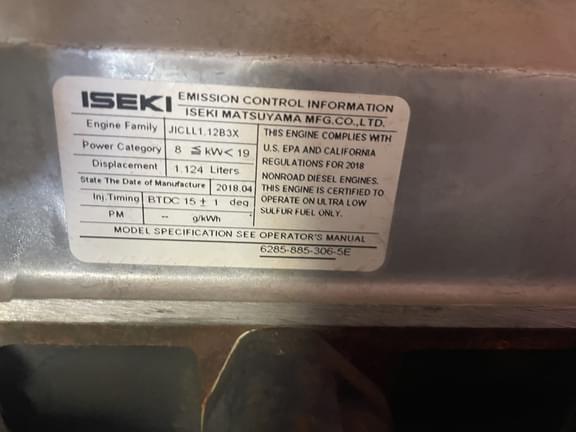 ISEKI EMISSION CONTROL INFORMATION
ISEKI MATSUYAMA MFG.CO.,LTD.
Engine Family JICLL1.12B3X
Power Category 8 ≦ kW< 19
Displacement 1.124 Liters
State The Date of Manufacture 2018.04
Inj.Timing BTDC 15 ± 1 deg
PM -- g/kWh
THIS ENGINE COMPLIES WITH
U.S. EPA AND CALIFORNIA
REGULATIONS FOR 2018
NONROAD DIESEL ENGINES.
THIS ENGINE IS CERTIFIED TO
OPERATE ON ULTRA LOW
SULFUR FUEL ONLY.
MODEL SPECIFICATION SEE OPERATOR'S MANUAL
6285-885-306-5E